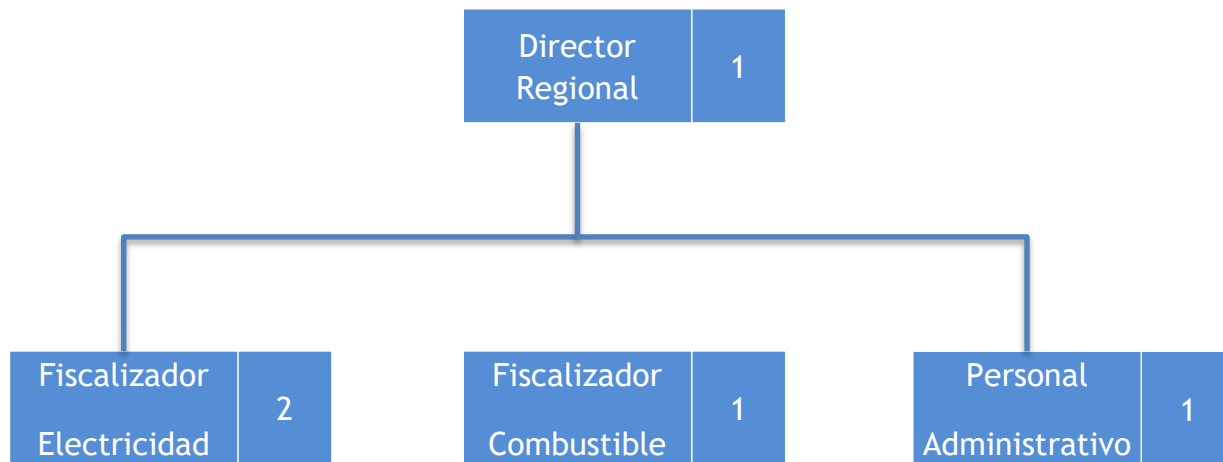 Director
Regional
1
Fiscalizador
Electricidad
2
Fiscalizador
Combustible
1
Personal
Administrativo
1